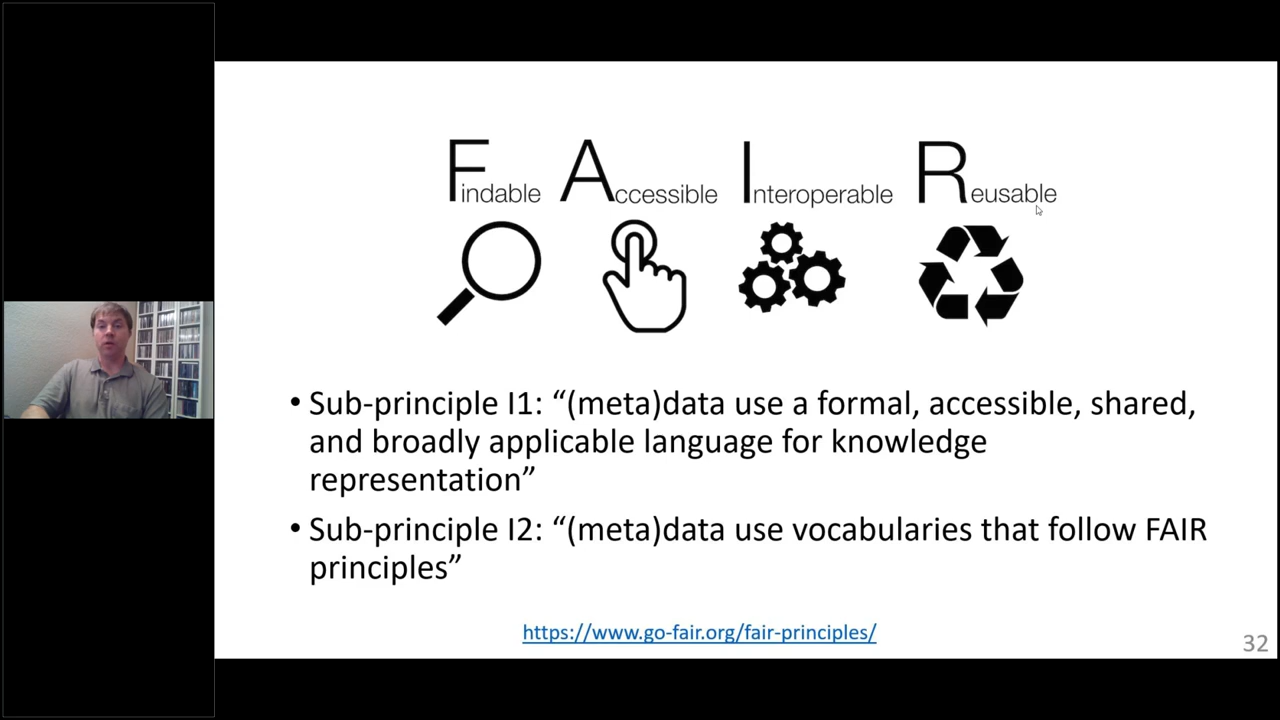 Findable Accessible Interoperable Reusable
• Sub-principle I1: “(meta)data use a formal, accessible, shared,
and broadly applicable language for knowledge
representation”
• Sub-principle I2: “(meta)data use vocabularies that follow FAIR
principles”
https://www.go-fair.org/fair-principles/
32